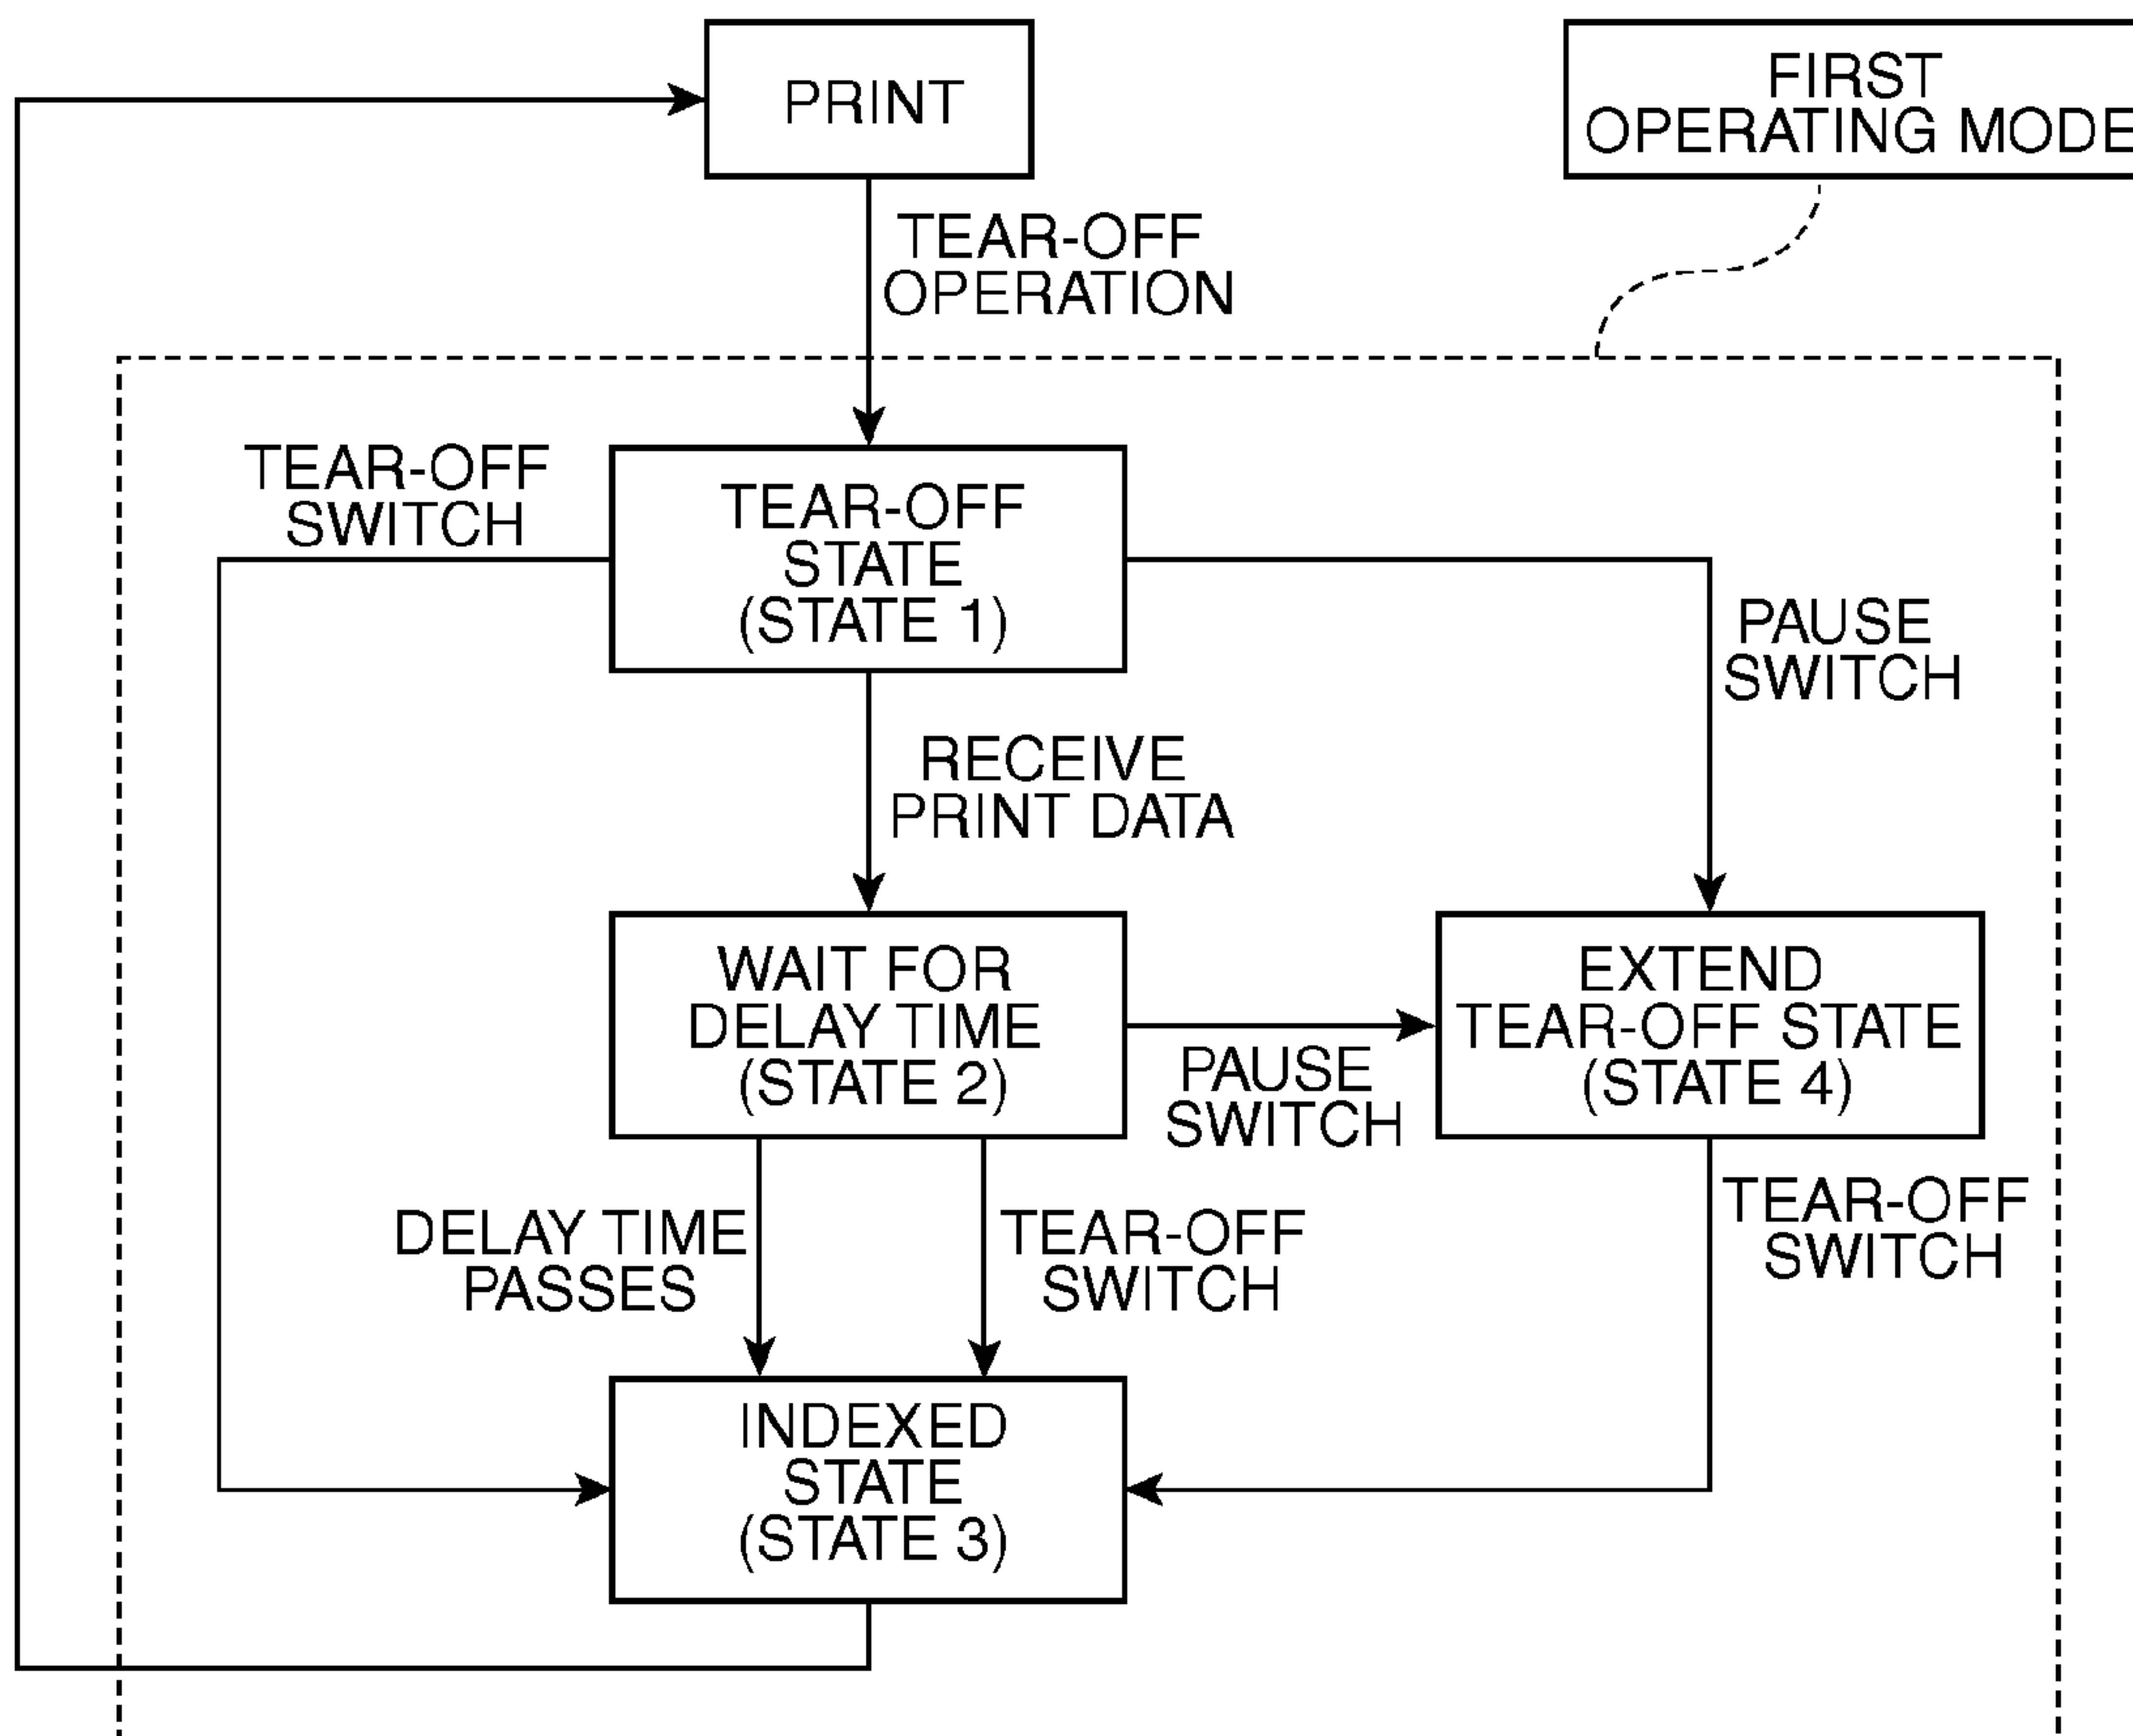 PRINT
FIRST
OPERATING MODE
TEAR-OFF
OPERATION
TEAR-OFF
SWITCH
TEAR-OFF
STATE
(STATE 1)
PAUSE
SWITCH
RECEIVE
PRINT DATA
WAIT FOR
DELAY TIME
(STATE 2)
PAUSE
SWITCH
EXTEND
TEAR-OFF STATE
(STATE 4)
DELAY TIME
PASSES
TEAR-OFF
SWITCH
TEAR-OFF
SWITCH
INDEXED
STATE
(STATE 3)